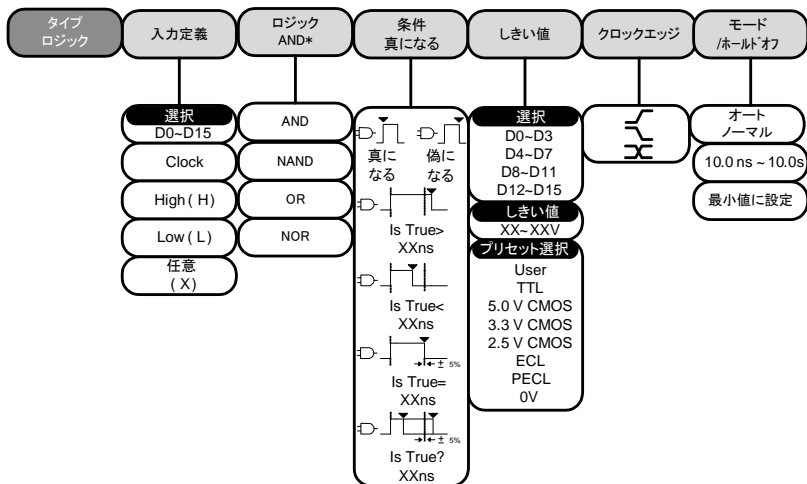 タイプ
ロジック
入力定義
ロジック
AND*
条件
真になる
しきい値
クロックエッジ
モード
/ホールドオフ
選択
D0~D15
Clock
High ( H )
Low ( L )
任意
( X )
AND
NAND
OR
NOR
真に
なる
偽に
なる
Is True>
XXns
Is True<
XXns
± 5%
Is True=
XXns
± 5%
Is True?
XXns
選択
D0~D3
D4~D7
D8~D11
D12~D15
しきい値
XX~XXV
プリセット選択
User
TTL
5.0 V CMOS
3.3 V CMOS
2.5 V CMOS
ECL
PECL
0V
オート
ノーマル
10.0 ns ~ 10.0s
最小値に設定